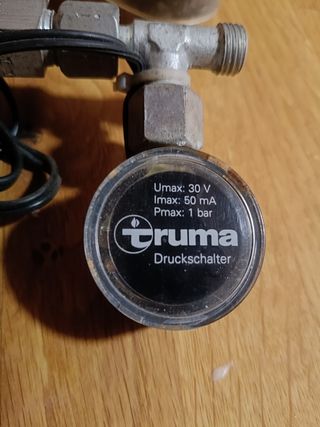 Umax: 30 V
Imax: 50 mA
Pmax: 1 bar
truma
Druckschalter